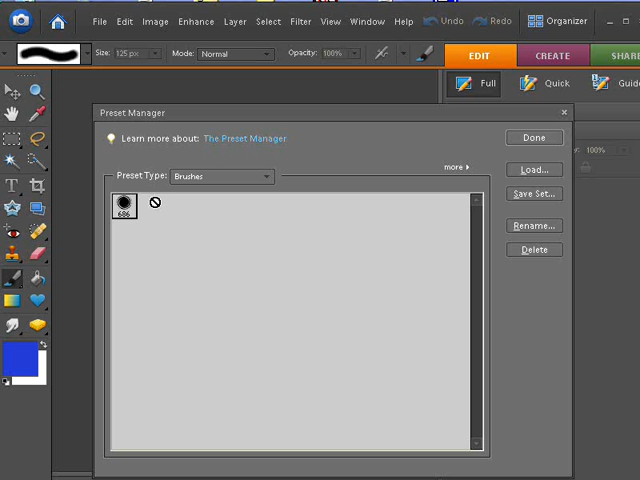 File Edit Image Enhance Layer Select Filter View Window Help Undo Redo Organizer
Size: 125 px Mode: Normal Opacity: 100% EDIT CREATE SHARE
Full Quick Guide
Preset Manager
Learn more about: The Preset Manager Done
100%
more Load...
Preset Type: Brushes
Save Set...
686
Rename...
Delete
T